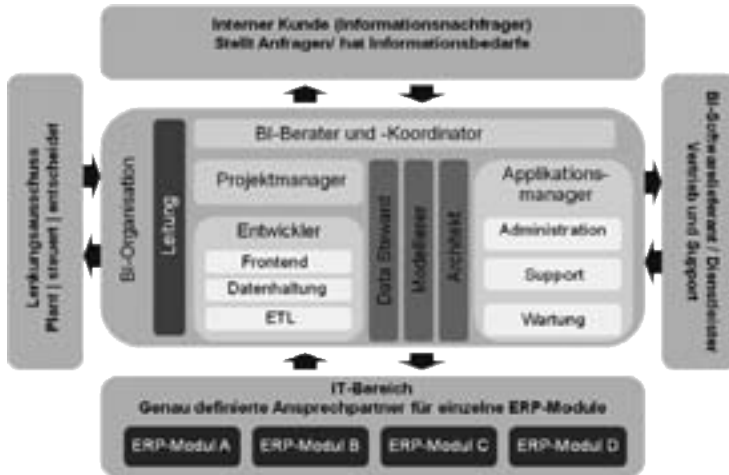 Interner Kunde (Informationsnachfrager)
Stellt Anfragen/ hat Informationsbedarfe
Lenkungsausschuss
Plant | steuert | entscheidet
BI-Organisation
Leitung
BI-Berater und -Koordinator
Projektmanager
Entwickler
Frontend
Datenhaltung
ETL
Data Steward
Modellierer
Architekt
Applikations-
manager
Administration
Support
Wartung
BI-Softwarelieferant / Dienstleister
Vertrieb und Support
IT-Bereich
Genau definierte Ansprechpartner für einzelne ERP-Module
ERP-Modul A
ERP-Modul B
ERP-Modul C
ERP-Modul D